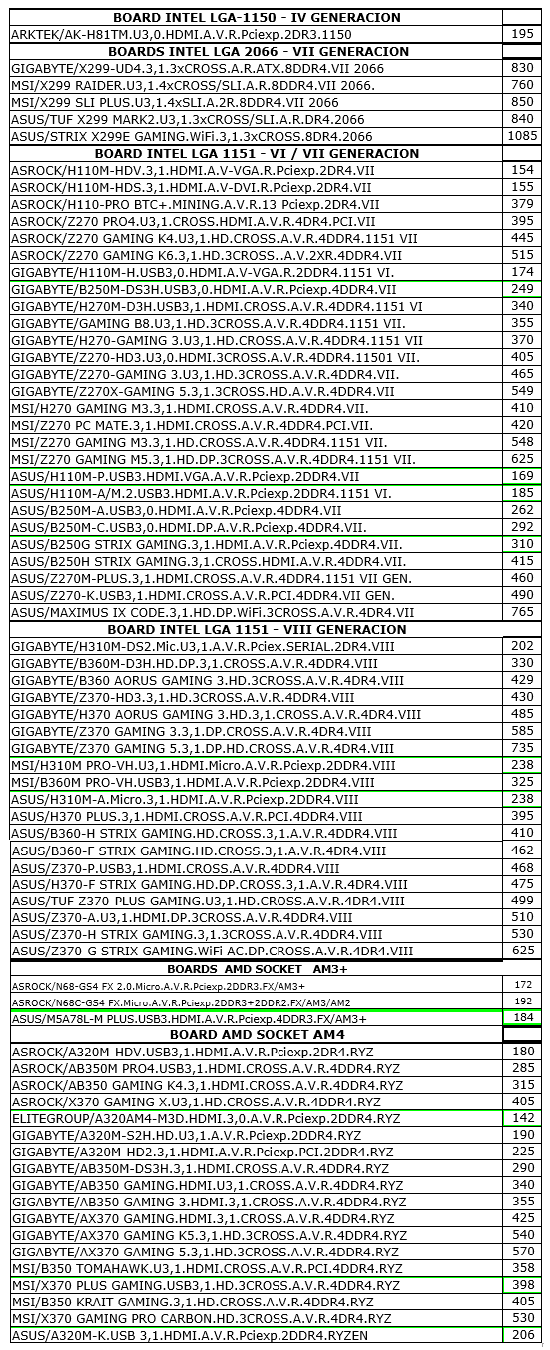 BOARD INTEL LGA-1150 - IV GENERACION
ARKTEK/AK-H81TM.U3,0.HDMI.A.V.R.Pciexp.2DR3.1150 195
BOARDS INTEL LGA 2066 - VII GENERACION
GIGABYTE/X299-UD4.3,1.3xCROSS.A.R.ATX.8DDR4.VII 2066 830
MSI/X299 RAIDER.U3,1.4xCROSS/SLI.A.R.8DDR4.VII 2066. 760
MSI/X299 SLI PLUS.U3,1.4xSLI.A.2R.8DDR4.VII 2066 850
ASUS/TUF X299 MARK2.U3,1.3xCROSS/SLI.A.R.DR4.2066 840
ASUS/STRIX X299E GAMING.WiFi.3,1.3xCROSS.8DR4.2066 1085
BOARD INTEL LGA 1151 - VI / VII GENERACION
ASROCK/H110M-HDV.3,1.HDMI.A.V-VGA.R.Pciexp.2DR4.VII 154
ASROCK/H110M-HDS.3,1.HDMI.A.V-DVI.R.Pciexp.2DR4.VII 155
ASROCK/H110-PRO BTC+.MINING.A.V.R.13 Pciexp.2DR4.VII 379
ASROCK/Z270 PRO4.U3,1.CROSS.HDMI.A.V.R.4DR4.PCI.VII 395
ASROCK/Z270 GAMING K4.U3,1.HD.CROSS.A.V.R.4DDR4.1151 VII 445
ASROCK/Z270 GAMING K6.3,1.HD.3CROSS..A.V.2XR.4DDR4.VII 515
GIGABYTE/H110M-H.USB3,0.HDMI.A.V-VGA.R.2DDR4.1151 VI. 174
GIGABYTE/B250M-DS3H.USB3,0.HDMI.A.V.R.Pciexp.4DDR4.VII 249
GIGABYTE/H270M-D3H.USB3,1.HDMI.CROSS.A.V.R.4DDR4.1151 VI 340
GIGABYTE/GAMING B8.U3,1.HD.3CROSS.A.V.R.4DDR4.1151 VII. 355
GIGABYTE/H270-GAMING 3.U3,1.HD.CROSS.A.V.R.4DDR4.1151 VII 370
GIGABYTE/Z270-HD3.U3,0.HDMI.3CROSS.A.V.R.4DDR4.11501 VII. 405
GIGABYTE/Z270-GAMING 3.U3,1.HD.3CROSS.A.V.R.4DDR4.VII. 465
GIGABYTE/Z270X-GAMING 5.3,1.3CROSS.HD.A.V.R.4DDR4.VII 549
MSI/H270 GAMING M3.3,1.HDMI.CROSS.A.V.R.4DDR4.VII. 410
MSI/Z270 PC MATE.3,1.HDMI.CROSS.A.V.R.4DDR4.PCI.VII. 420
MSI/Z270 GAMING M3.3,1.HD.CROSS.A.V.R.4DDR4.1151 VII. 548
MSI/Z270 GAMING M5.3,1.HD.DP.3CROSS.A.V.R.4DDR4.1151 VII. 625
ASUS/H110M-P.USB3.HDMI.VGA.A.V.R.Pciexp.2DDR4.VII 169
ASUS/H110M-A/M.2.USB3.HDMI.A.V.R.Pciexp.2DDR4.1151 VI. 185
ASUS/B250M-A.USB3,0.HDMI.A.V.R.Pciexp.4DDR4.VII 262
ASUS/B250M-C.USB3,0.HDMI.DP.A.V.R.Pciexp.4DDR4.VII. 292
ASUS/B250G STRIX GAMING.3,1.HDMI.A.V.R.Pciexp.4DDR4.VII. 310
ASUS/B250H STRIX GAMING.3,1.CROSS.HDMI.A.V.R.4DDR4.VII. 415
ASUS/Z270M-PLUS.3,1.HDMI.CROSS.A.V.R.4DDR4.1151 VII GEN. 460
ASUS/Z270-K.USB3,1.HDMI.CROSS.A.V.R.PCI.4DDR4.VII GEN. 490
ASUS/MAXIMUS IX CODE.3,1.HD.DP.WiFi.3CROSS.A.V.R.4DR4.VII 765
BOARD INTEL LGA 1151 - VIII GENERACION
GIGABYTE/H310M-DS2.Mic.U3,1.A.V.R.Pciex.SERIAL.2DR4.VIII 202
GIGABYTE/B360M-D3H.HD.DP.3,1.CROSS.A.V.R.4DDR4.VIII 330
GIGABYTE/B360 AORUS GAMING 3.HD.3CROSS.A.V.R.4DR4.VIII 429
GIGABYTE/Z370-HD3.3,1.HD.3CROSS.A.V.R.4DDR4.VIII 430
GIGABYTE/H370 AORUS GAMING 3.HD.3,1.CROSS.A.V.R.4DR4.VIII 485
GIGABYTE/Z370 GAMING 3.3,1.DP.CROSS.A.V.R.4DDR4.VIII 585
GIGABYTE/Z370 GAMING 5.3,1.DP.HD.CROSS.A.V.R.4DDR4.VIII 735
MSI/H310M PRO-VH.U3,1.HDMI.Micro.A.V.R.Pciexp.2DDR4.VIII 238
MSI/B360M PRO-VH.USB3,1.HDMI.A.V.R.Pciexp.2DDR4.VIII 325
ASUS/H310M-A.Micro.3,1.HDMI.A.V.R.Pciexp.2DDR4.VIII 238
ASUS/H370 PLUS.3,1.HDMI.CROSS.A.V.R.PCI.4DDR4.VIII 395
ASUS/B360-H STRIX GAMING.HD.CROSS.3,1.A.V.R.4DDR4.VIII 410
ASUS/B360-F STRIX GAMING.HD.CROSS.3,1.A.V.R.4DDR4.VIII 462
ASUS/Z370-P.USB3,1.HDMI.CROSS.A.V.R.4DDR4.VIII 468
ASUS/H370-F STRIX GAMING.HD.DP.CROSS.3,1.A.V.R.4DR4.VIII 475
ASUS/TUF Z370 PLUS GAMING.U3,1.HD.CROSS.A.V.R.4DR4.VIII 499
ASUS/Z370-A.U3,1.HDMI.DP.3CROSS.A.V.R.4DDR4.VIII 510
ASUS/Z370-H STRIX GAMING.3,1.3CROSS.A.V.R.4DDR4.VIII 530
ASUS/Z370 G STRIX GAMING.WiFi AC.DP.CROSS.A.V.R.4DR4.VIII 625
BOARDS AMD SOCKET AM3+
ASROCK/N68-GS4 FX 2.0.Micro.A.V.R.Pciexp.2DDR3.FX/AM3+ 172
ASROCK/N68C-GS4 FX.Micro.A.V.R.Pciexp.2DDR3+2DDR2.FX/AM3/AM2 192
ASUS/M5A78L-M PLUS.USB3.HDMI.A.V.R.Pciexp.4DDR3.FX/AM3+ 184
BOARD AMD SOCKET AM4
ASROCK/A320M HDV.USB3,1.HDMI.A.V.R.Pciexp.2DR4.RYZ 180
ASROCK/AB350M PRO4.USB3,1.HDMI.CROSS.A.V.R.4DDR4.RYZ 285
ASROCK/AB350 GAMING K4.3,1.HDMI.CROSS.A.V.R.4DDR4.RYZ 315
ASROCK/X370 GAMING X.U3,1.HD.CROSS.A.V.R.4DDR4.RYZ 405
ELITEGROUP/A320AM4-M3D.HDMI.3,0.A.V.R.Pciexp.2DDR4.RYZ 142
GIGABYTE/A320M-S2H.HD.U3,1.A.V.R.Pciexp.2DDR4.RYZ 190
GIGABYTE/A320M HD2.3,1.HDMI.A.V.R.Pciexp.PCI.2DDR4.RYZ 225
GIGABYTE/AB350M-DS3H.3,1.HDMI.CROSS.A.V.R.4DDR4.RYZ 290
GIGABYTE/AB350 GAMING.HDMI.U3,1.CROSS.A.V.R.4DDR4.RYZ 340
GIGABYTE/AB350 GAMING 3.HDMI.3,1.CROSS.A.V.R.4DDR4.RYZ 355
GIGABYTE/AX370 GAMING.HDMI.3,1.CROSS.A.V.R.4DDR4.RYZ 425
GIGABYTE/AX370 GAMING K5.3,1.HD.3CROSS.A.V.R.4DDR4.RYZ 540
GIGABYTE/AX370 GAMING 5.3,1.HD.3CROSS.A.V.R.4DDR4.RYZ 570
MSI/B350 TOMAHAWK.U3,1.HDMI.CROSS.A.V.R.PCI.4DDR4.RYZ 358
MSI/X370 PLUS GAMING.USB3,1.HD.3CROSS.A.V.R.4DDR4.RYZ 398
MSI/B350 KRAIT GAMING.3,1.HD.CROSS.A.V.R.4DDR4.RYZ 405
MSI/X370 GAMING PRO CARBON.HD.3CROSS.A.V.R.4DDR4.RYZ 530
ASUS/A320M-K.USB 3,1.HDMI.A.V.R.Pciexp.2DDR4.RYZEN 206